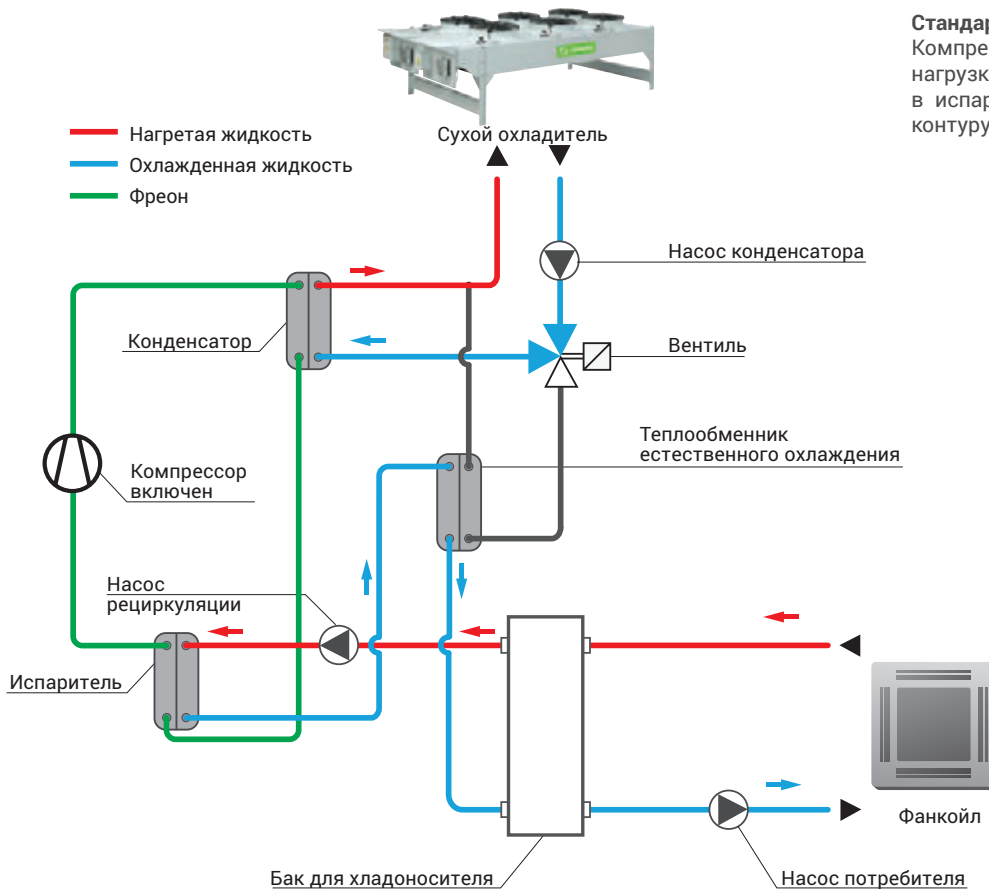 Стандар
Компре
нагрузк
в испар
контуру
Нагретая жидкость
Охлажденная жидкость
Фреон
Сухой охладитель
Насос конденсатора
Конденсатор
Вентиль
Теплообменник
естественного охлаждения
Компрессор
включен
Насос
рециркуляции
Испаритель
Фанкойл
Бак для хладоносителя
Насос потребителя